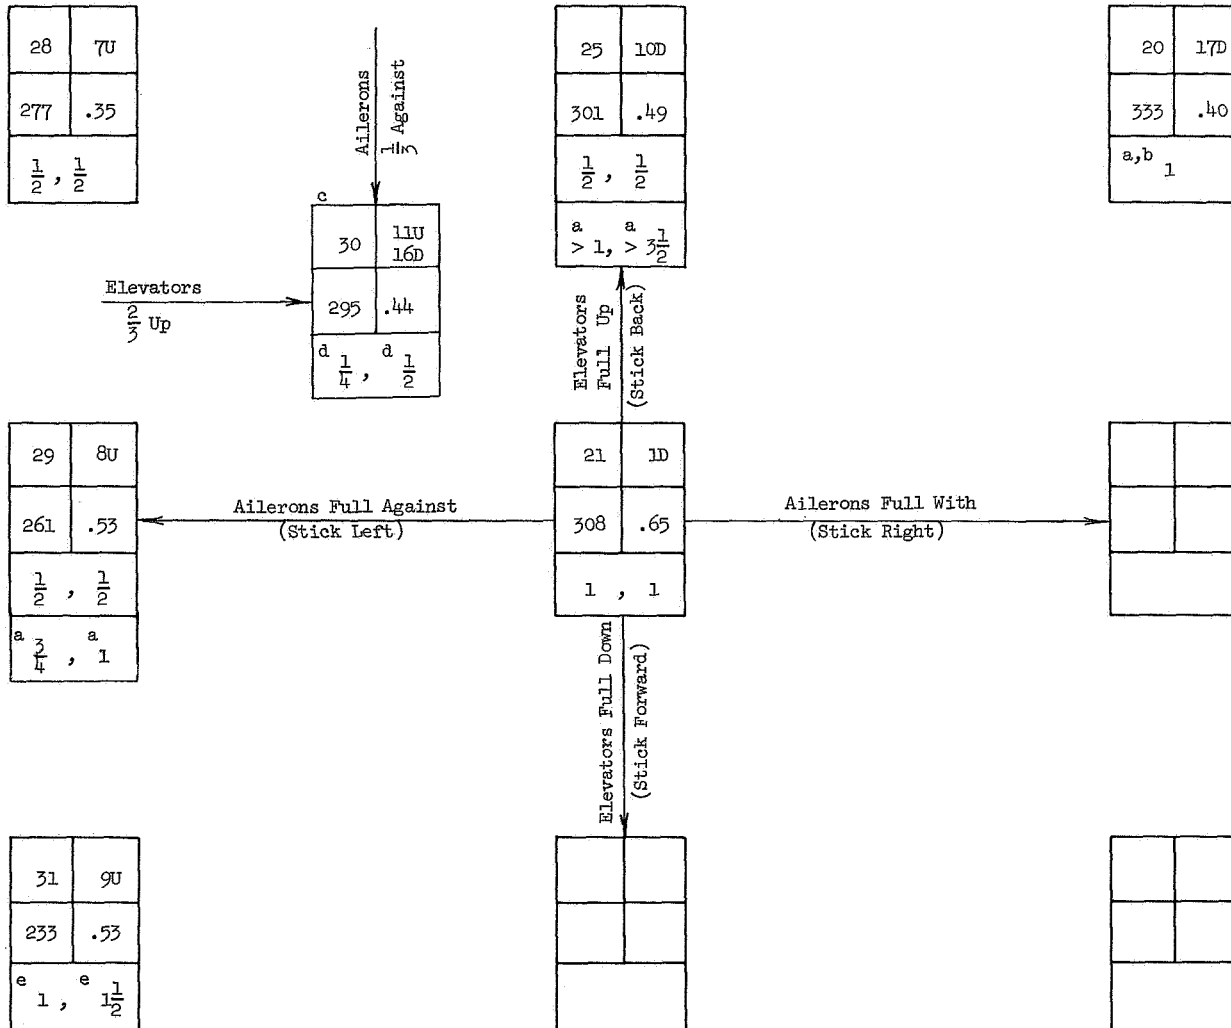 28 7U
277 .35
1/2 , 1/2
Ailerons
1/3 Against
25 10D
301 .49
1/2 , 1/2
a > 1, a > 3 1/2
20 17D
333 .40
a,b 1
c
30 11U 16D
295 .44
d 1/4 , d 1/2
Elevators
2/3 Up
Elevators
Full Up
(Stick Back)
29 8U
261 .53
1/2 , 1/2
a 3/4 , a 1
Ailerons Full Against
(Stick Left)
21 1D
308 .65
1 , 1
Ailerons Full With
(Stick Right)
Elevators Full Down
(Stick Forward)
31 9U
233 .53
e 1 , e 1 1/2